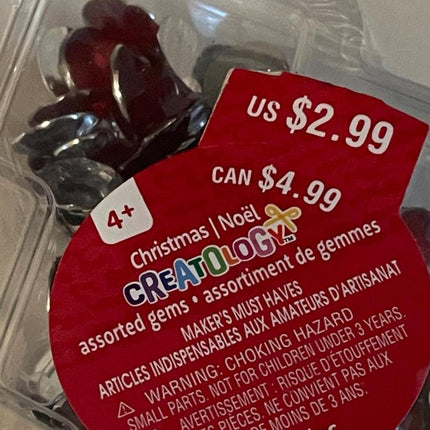 US $2.99
CAN $4.99
4+
Christmas | Noël
CREATOLOGY™
assorted gems • assortiment de gemmes
MAKER'S MUST HAVES
ARTICLES INDISPENSABLES AUX AMATEURS D'ARTISANAT
⚠ WARNING: CHOKING HAZARD
SMALL PARTS. NOT FOR CHILDREN UNDER 3 YEARS.
AVERTISSEMENT : RISQUE D'ÉTOUFFEMENT
PIÈCES, NE CONVIENT PAS AUX
DE MOINS DE 3 ANS.